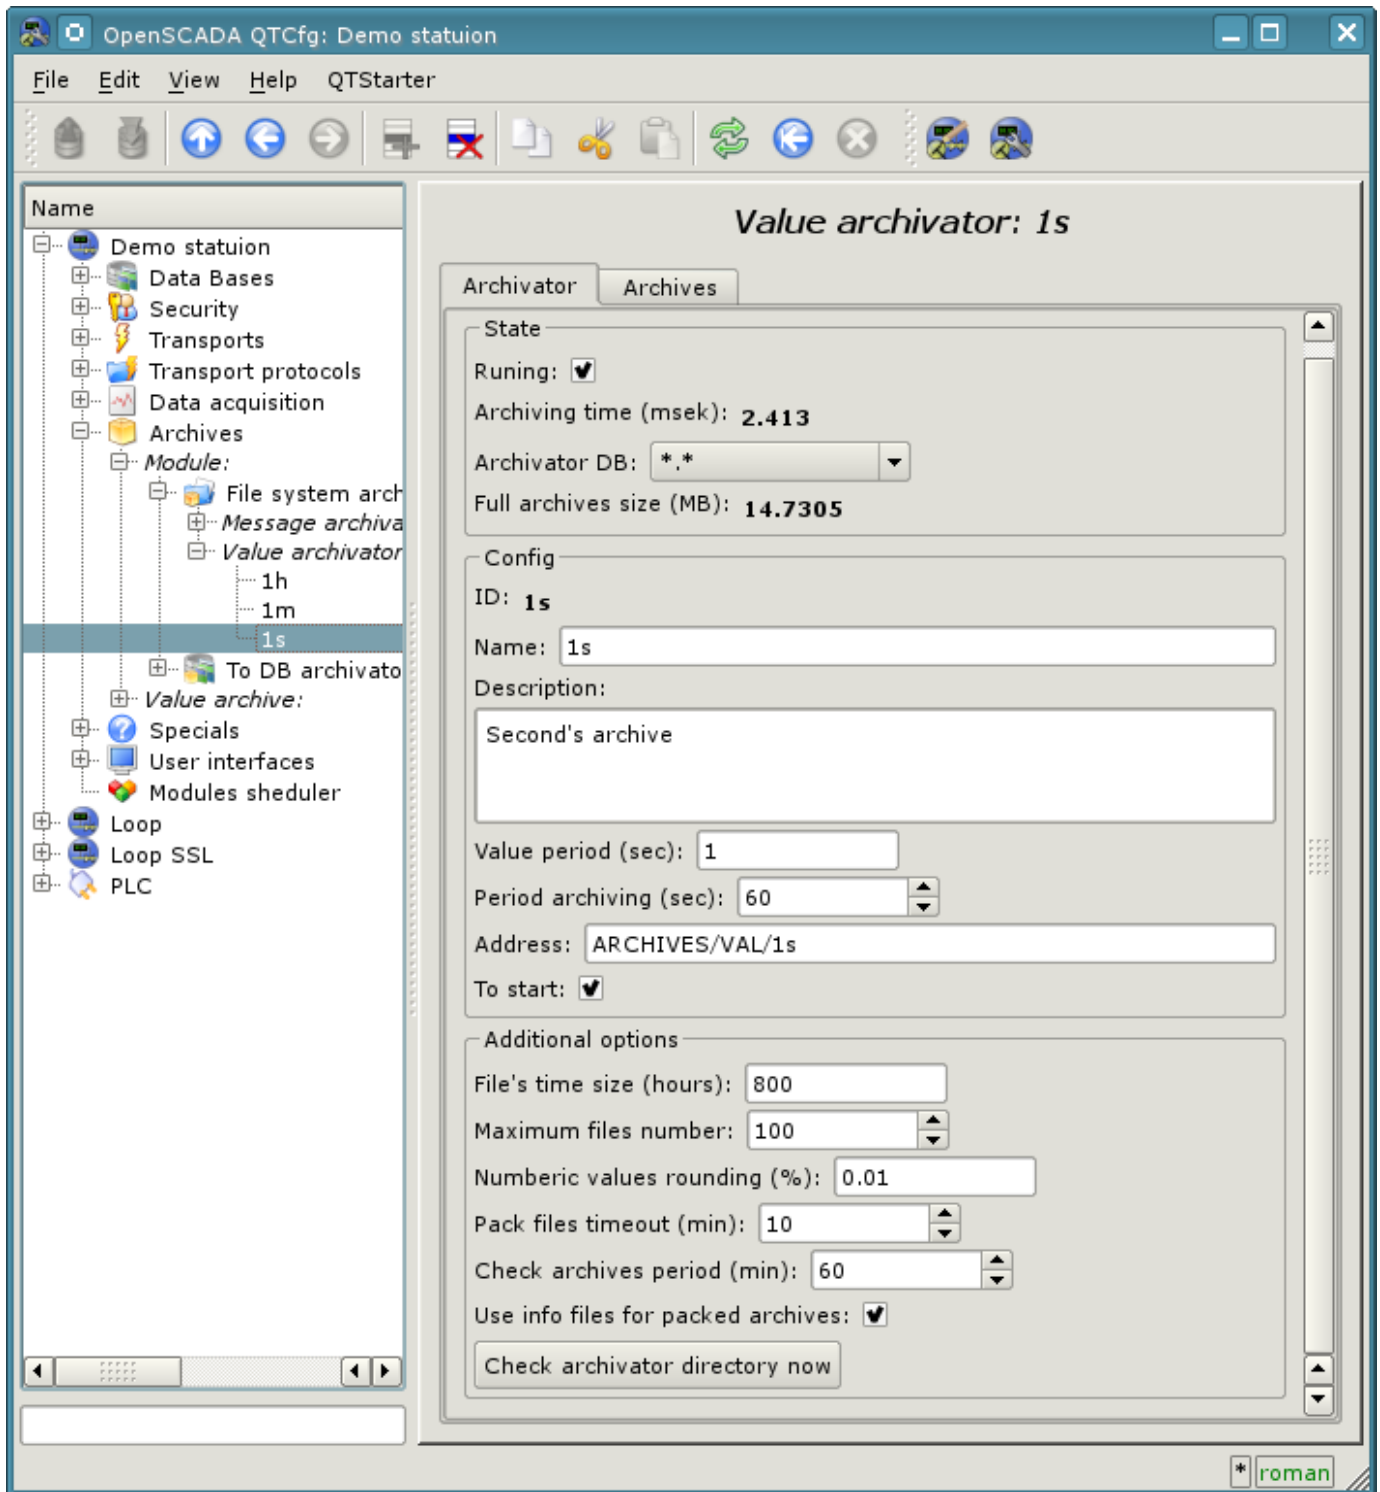 OpenSCADA QTCfg: Demo statuion
File Edit View Help QTStarter
Name
Demo statuion
Data Bases
Security
Transports
Transport protocols
Data acquisition
Archives
Module:
File system arch
Message archiva
Value archivator
1h
1m
1s
To DB archivato
Value archive:
Specials
User interfaces
Modules sheduler
Loop
Loop SSL
PLC
Value archivator: 1s
Archivator Archives
State
Runing:
Archiving time (msek): 2.413
Archivator DB: *.*
Full archives size (MB): 14.7305
Config
ID: 1s
Name: 1s
Description:
Second's archive
Value period (sec): 1
Period archiving (sec): 60
Address: ARCHIVES/VAL/1s
To start:
Additional options
File's time size (hours): 800
Maximum files number: 100
Numberic values rounding (%): 0.01
Pack files timeout (min): 10
Check archives period (min): 60
Use info files for packed archives:
Check archivator directory now
* roman